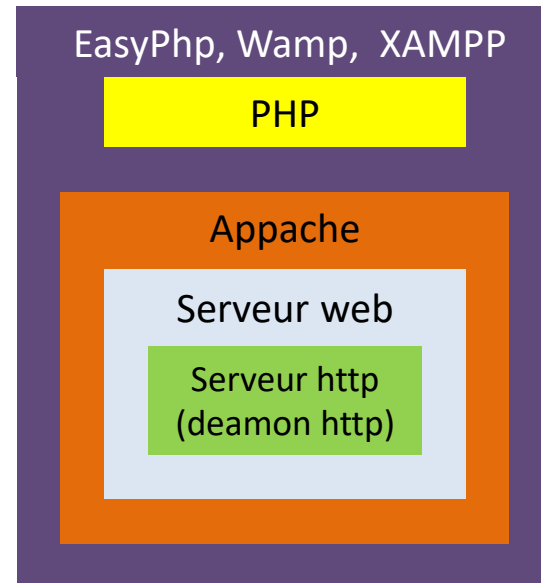 EasyPhp, Wamp, XAMPP
PHP
Appache
Serveur web
Serveur http
(deamon http)